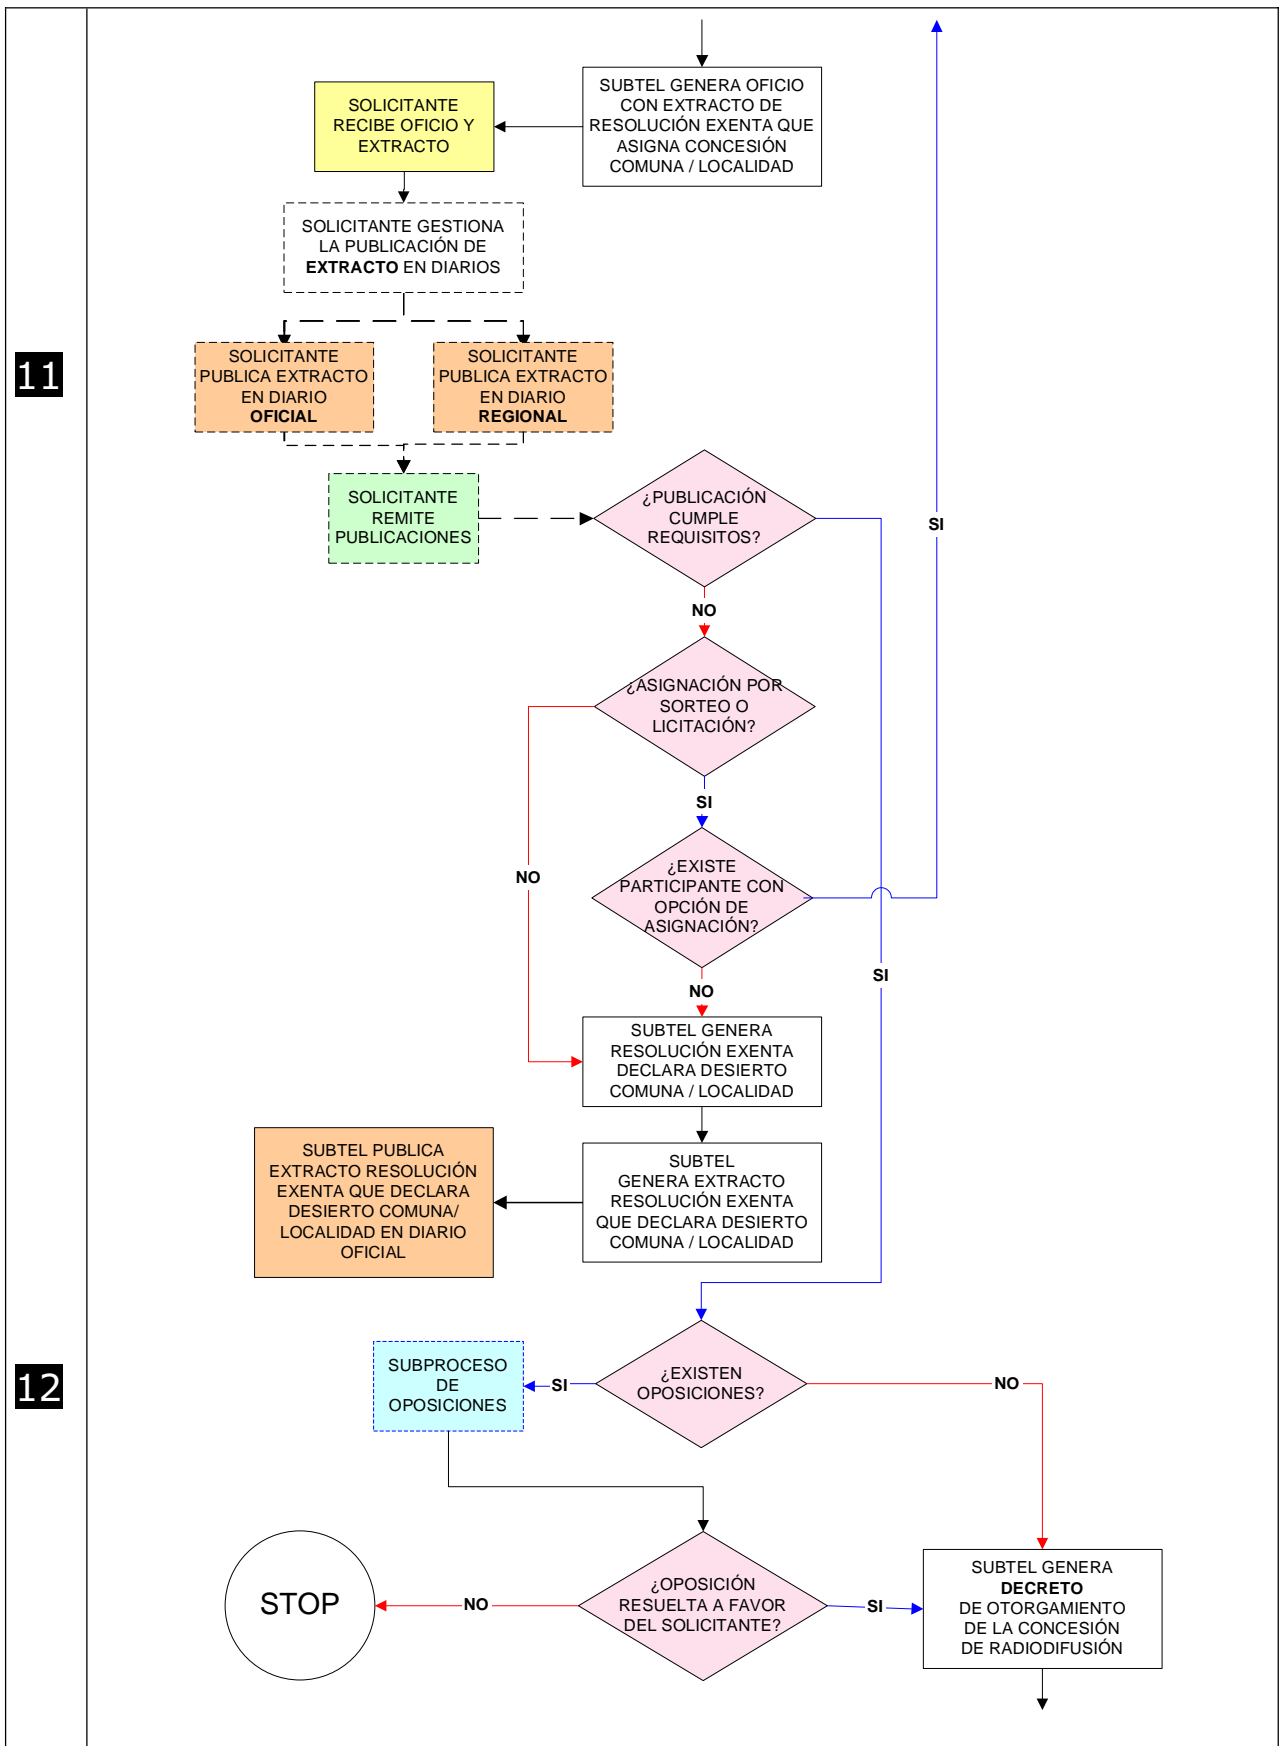 SUBTEL GENERA OFICIO
CON EXTRACTO DE
RESOLUCIÓN EXENTA QUE
ASIGNA CONCESIÓN
COMUNA / LOCALIDAD
SOLICITANTE
RECIBE OFICIO Y
EXTRACTO
SOLICITANTE GESTIONA
LA PUBLICACIÓN DE
EXTRACTO EN DIARIOS
11
SOLICITANTE
PUBLICA EXTRACTO
EN DIARIO
OFICIAL
SOLICITANTE
PUBLICA EXTRACTO
EN DIARIO
REGIONAL
SOLICITANTE
REMITE
PUBLICACIONES
¿PUBLICACIÓN
CUMPLE
REQUISITOS?
SI
NO
¿ASIGNACIÓN POR
SORTEO O
LICITACIÓN?
SI
NO
¿EXISTE
PARTICIPANTE CON
OPCIÓN DE
ASIGNACIÓN?
SI
NO
SUBTEL GENERA
RESOLUCIÓN EXENTA
DECLARA DESIERTO
COMUNA / LOCALIDAD
SUBTEL
GENERA EXTRACTO
RESOLUCIÓN EXENTA
QUE DECLARA DESIERTO
COMUNA / LOCALIDAD
SUBTEL PUBLICA
EXTRACTO RESOLUCIÓN
EXENTA QUE DECLARA
DESIERTO COMUNA/
LOCALIDAD EN DIARIO
OFICIAL
12
¿EXISTEN
OPOSICIONES?
SI
NO
SUBPROCESO
DE
OPOSICIONES
¿OPOSICIÓN
RESUELTA A FAVOR
DEL SOLICITANTE?
NO
SI
STOP
SUBTEL GENERA
DECRETO
DE OTORGAMIENTO
DE LA CONCESIÓN
DE RADIODIFUSIÓN